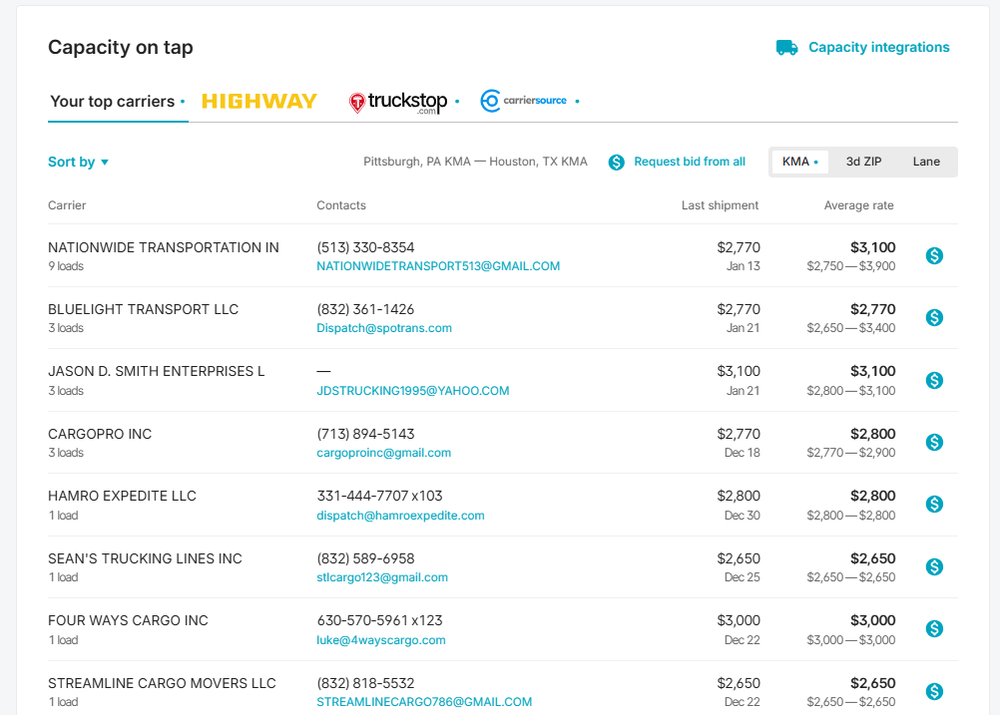 Capacity on tap
Capacity integrations
Your top carriers •
HIGHWAY
truckstop .com •
carriersource •
Sort by
Pittsburgh, PA KMA — Houston, TX KMA
Request bid from all
KMA • 3d ZIP Lane
Carrier Contacts Last shipment Average rate
NATIONWIDE TRANSPORTATION IN (513) 330-8354 $2,770 $3,100
9 loads NATIONWIDETRANSPORT513@GMAIL.COM Jan 13 $2,750 — $3,900
BLUELIGHT TRANSPORT LLC (832) 361-1426 $2,770 $2,770
3 loads Dispatch@spotrans.com Jan 21 $2,650 — $3,400
JASON D. SMITH ENTERPRISES L — $3,100 $3,100
3 loads JDSTRUCKING1995@YAHOO.COM Jan 21 $2,800 — $3,100
CARGOPRO INC (713) 894-5143 $2,770 $2,800
3 loads cargoproinc@gmail.com Dec 18 $2,770 — $2,900
HAMRO EXPEDITE LLC 331-444-7707 x103 $2,800 $2,800
1 load dispatch@hamroexpedite.com Dec 30 $2,800 — $2,800
SEAN'S TRUCKING LINES INC (832) 589-6958 $2,650 $2,650
1 load stlcargo123@gmail.com Dec 25 $2,650 — $2,650
FOUR WAYS CARGO INC 630-570-5961 x123 $3,000 $3,000
1 load luke@4wayscargo.com Dec 22 $3,000 — $3,000
STREAMLINE CARGO MOVERS LLC (832) 818-5532 $2,650 $2,650
1 load STREAMLINECARGO786@GMAIL.COM Dec 22 $2,650 — $2,650